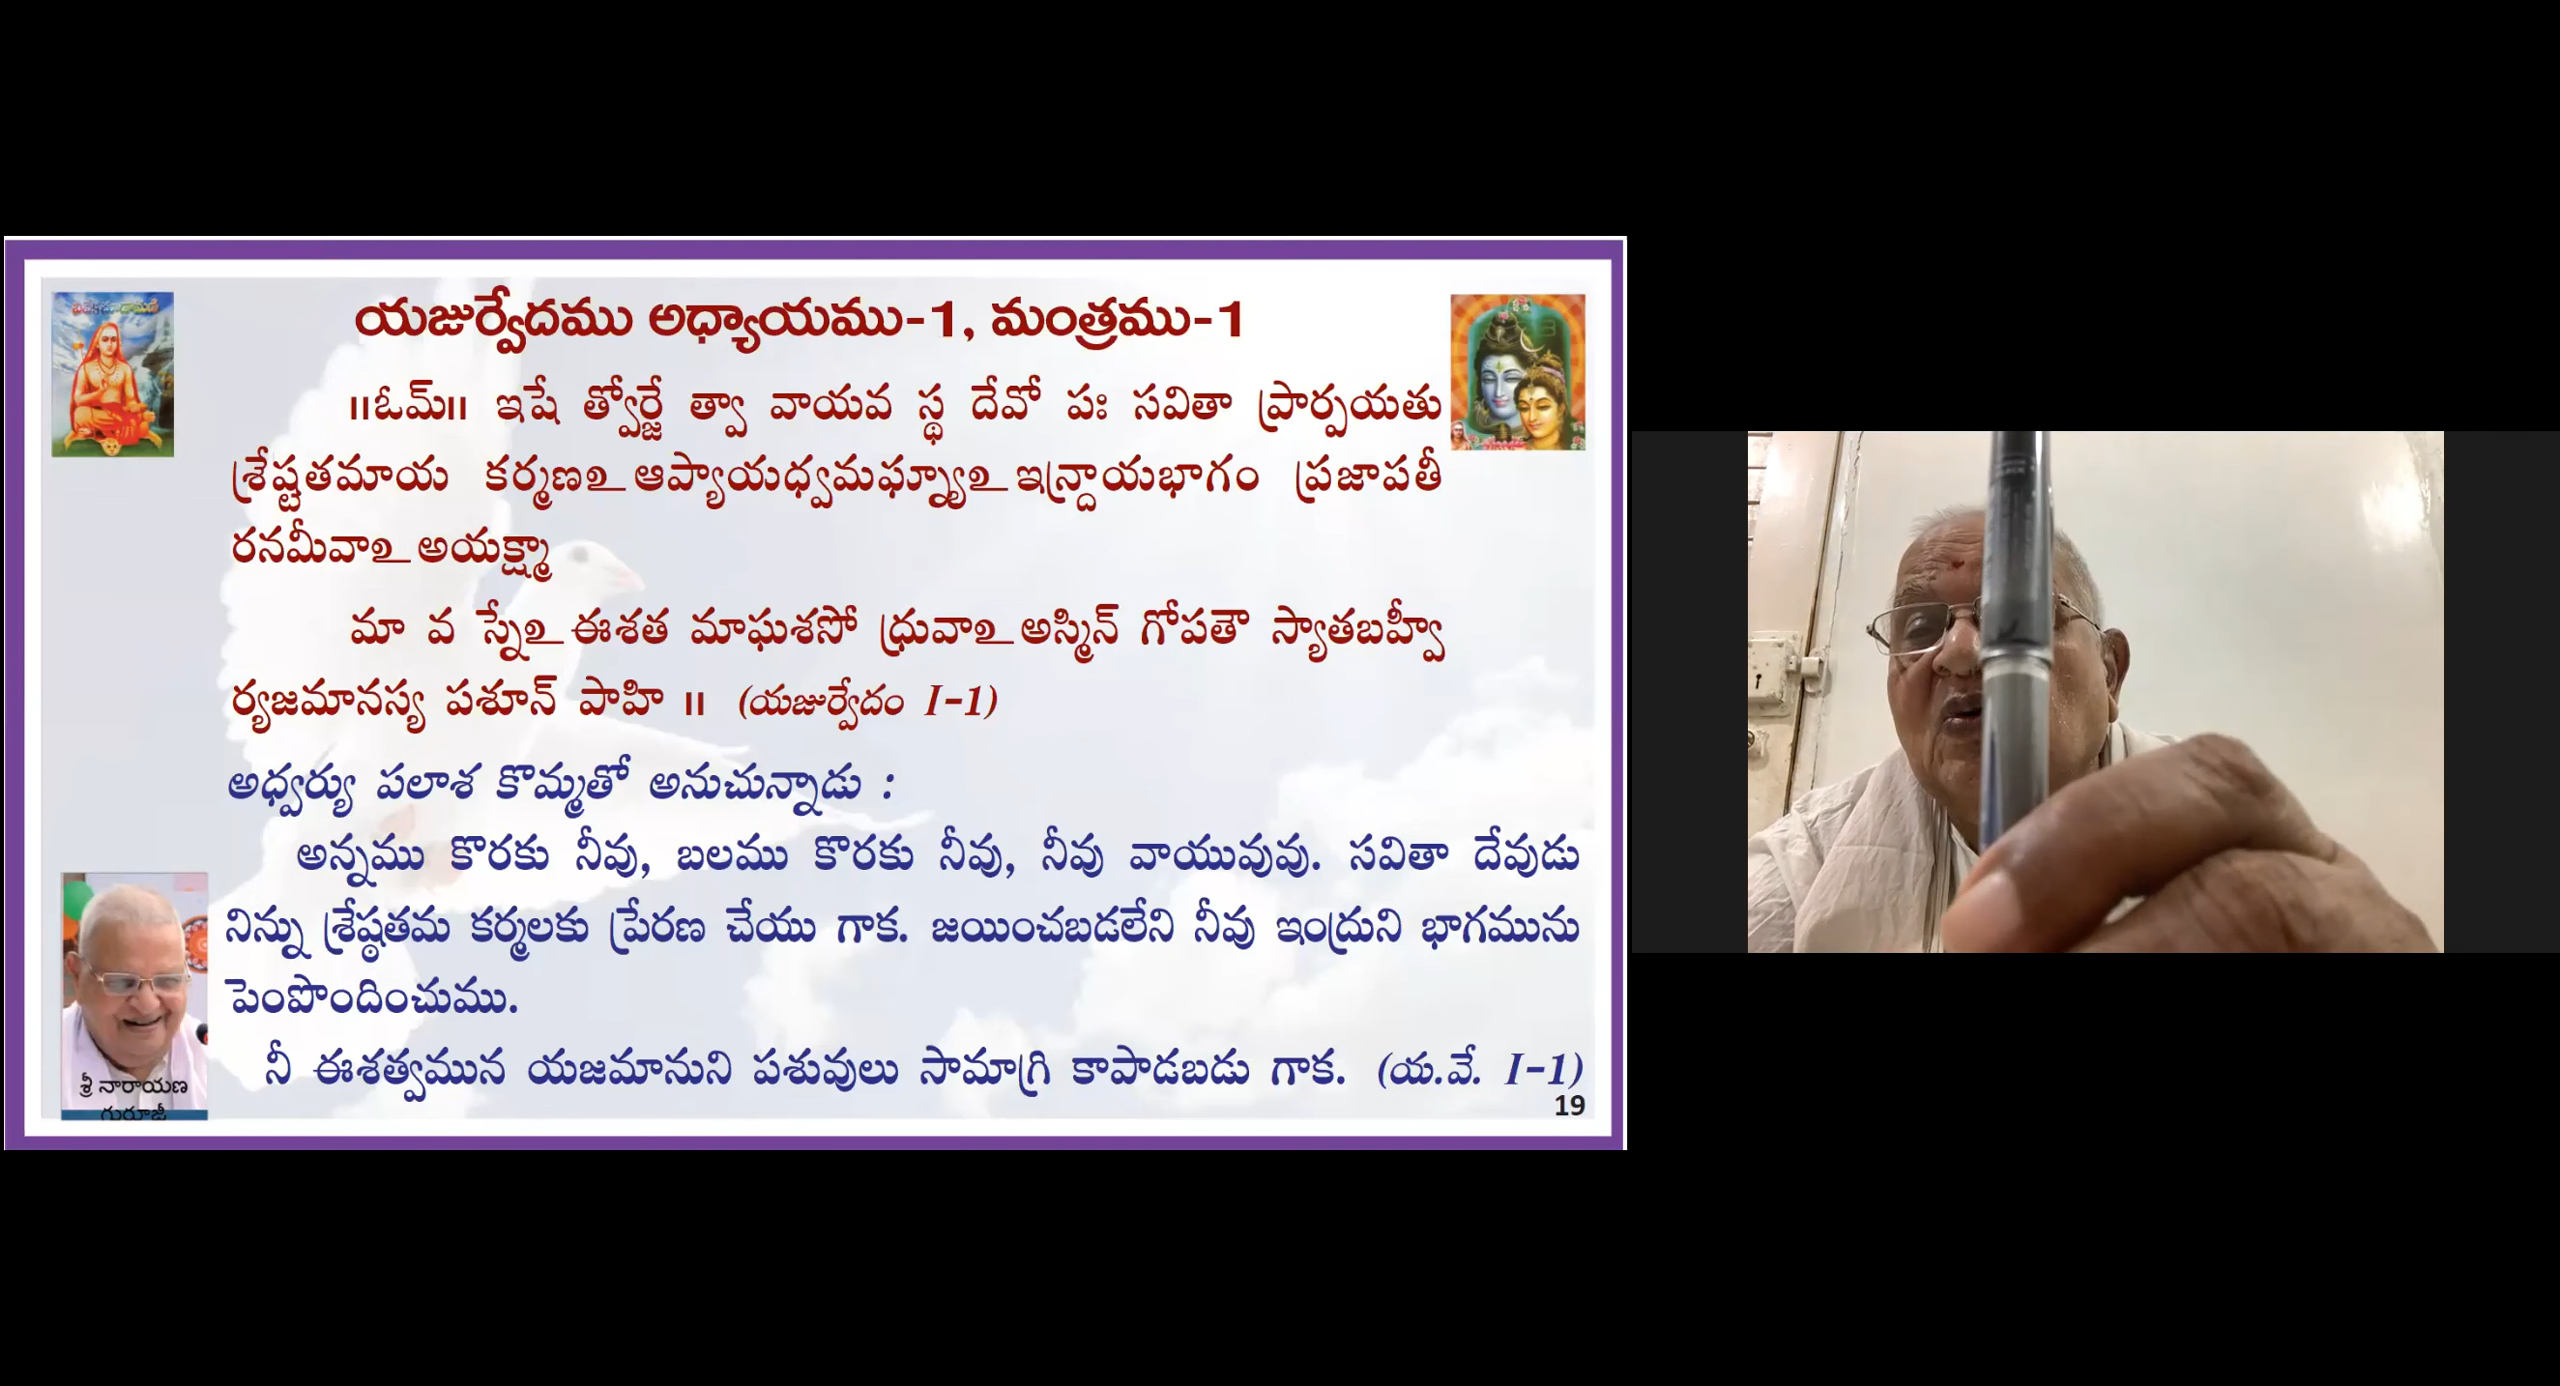 యజుర్వేదము అధ్యాయము-1, మంత్రము-1
॥ఓమ్॥ ఇషే త్వోర్జే త్వా వాయవ స్థ దేవో పః సవితా ప్రార్పయతు
శ్రేష్టతమాయ కర్మణఽ ఆప్యాయధ్వమఘ్న్యాఽ ఇన్ద్రాయభాగం ప్రజాపతీ
రనమీవాఽ అయక్ష్మా
మా వ స్నేఽ ఈశత మాఘశసో ధ్రువాఽ అస్మిన్ గోపతౌ స్యాతబహ్వీ
ర్యజమానస్య పశూన్ పాహి ॥ (యజుర్వేదం I-1)
అధ్వర్యు పలాశ కొమ్మతో అనుచున్నాడు :
అన్నము కొరకు నీవు, బలము కొరకు నీవు, నీవు వాయువువు. సవితా దేవుడు
నిన్ను శ్రేష్ఠతమ కర్మలకు ప్రేరణ చేయు గాక. జయించబడలేని నీవు ఇంద్రుని భాగమును
పెంపొందించుము.
నీ ఈశత్వమున యజమానుని పశువులు సామాగ్రి కాపాడబడు గాక. (య.వే. I-1)
శ్రీ నారాయణ
గురూజీ
19